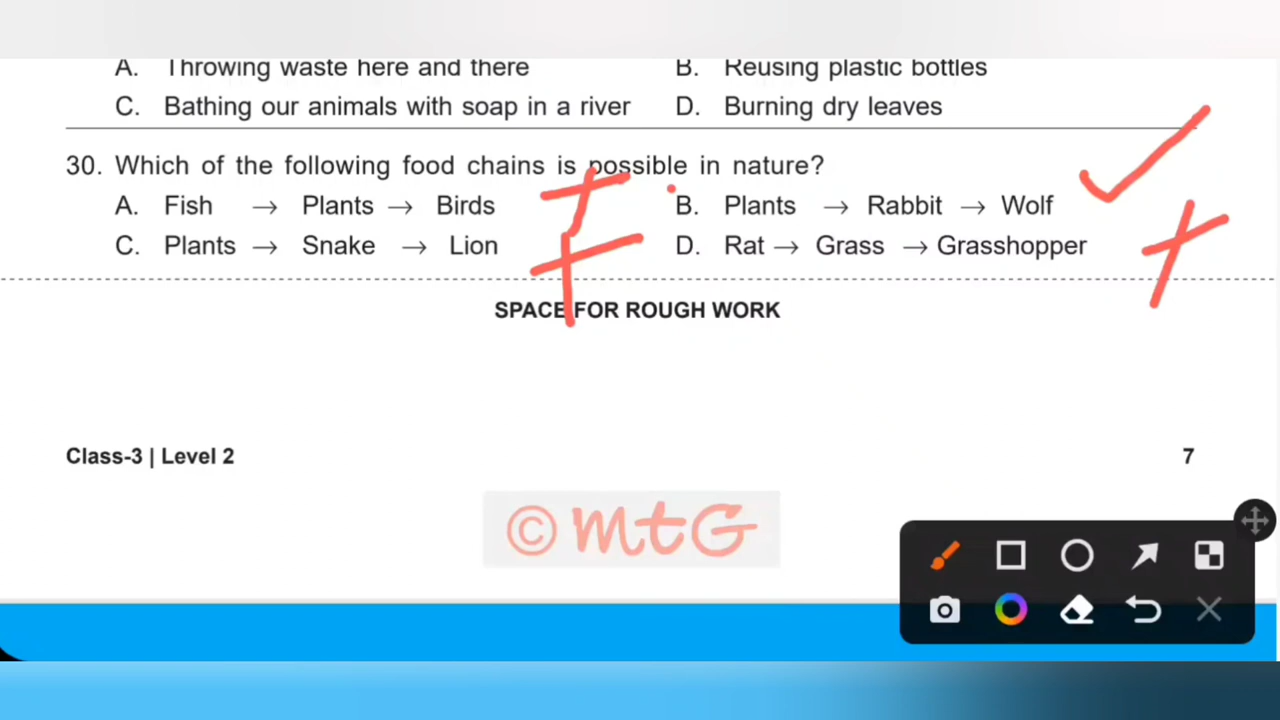 A. Throwing waste here and there B. Reusing plastic bottles
C. Bathing our animals with soap in a river D. Burning dry leaves
30. Which of the following food chains is possible in nature?
A. Fish → Plants → Birds B. Plants → Rabbit → Wolf
C. Plants → Snake → Lion D. Rat → Grass → Grasshopper
SPACE FOR ROUGH WORK
Class-3 | Level 2 7
© mtG